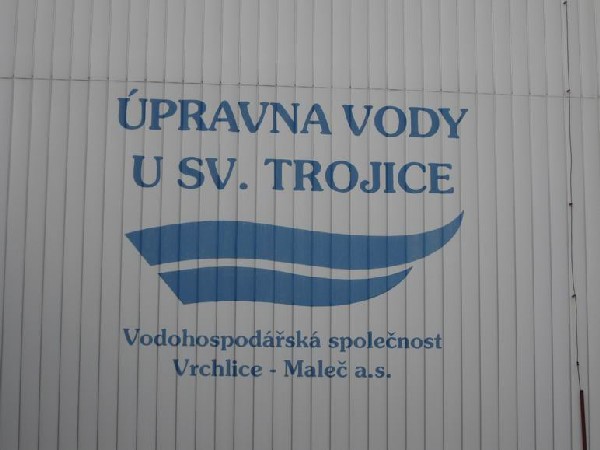 ÚPRAVNA VODY
U SV. TROJICE
Vodohospodářská společnost
Vrchlice - Maleč a.s.